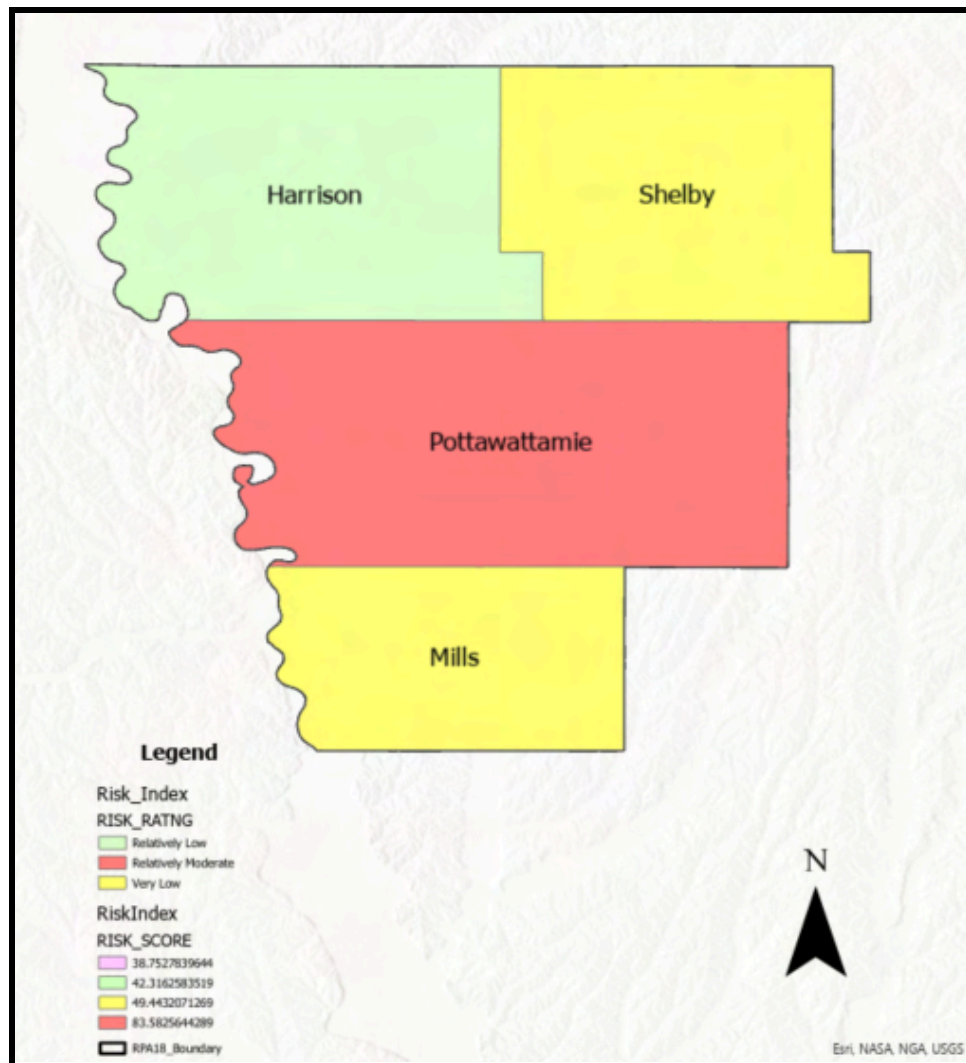 Harrison
Shelby
Pottawattamie
Mills
Legend
Risk_Index
RISK_RATNG
Relatively Low
Relatively Moderate
Very Low
RiskIndex
RISK_SCORE
38.7527839644
42.3162583519
49.4432071269
83.5825644289
RPA18_Boundary
N
Esri, NASA, NGA, USGS